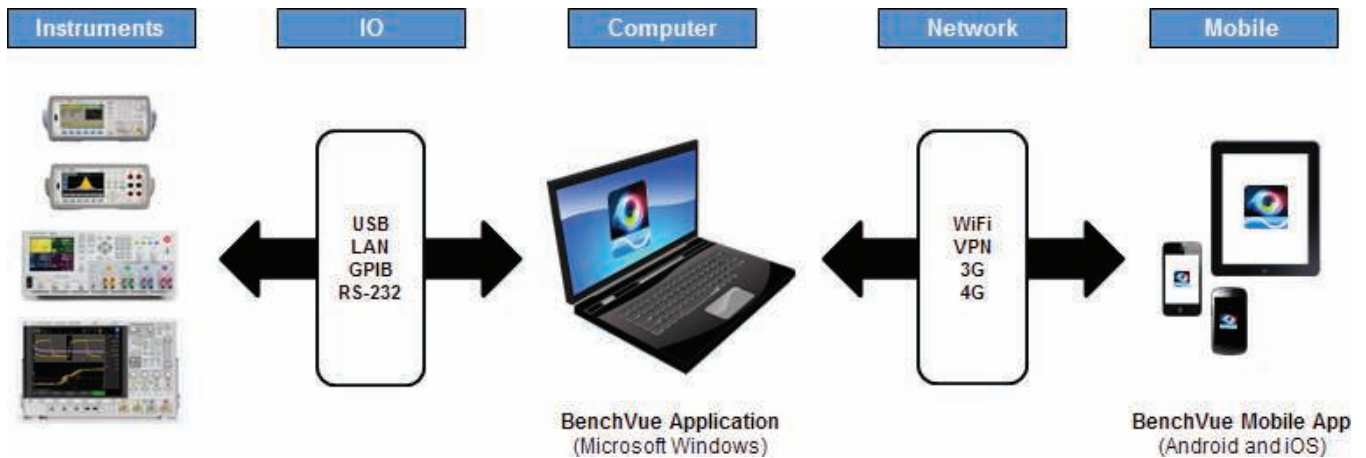 Instruments
IO
Computer
Network
Mobile
USB
LAN
GPIB
RS-232
WiFi
VPN
3G
4G
BenchVue Application
(Microsoft Windows)
BenchVue Mobile App
(Android and iOS)